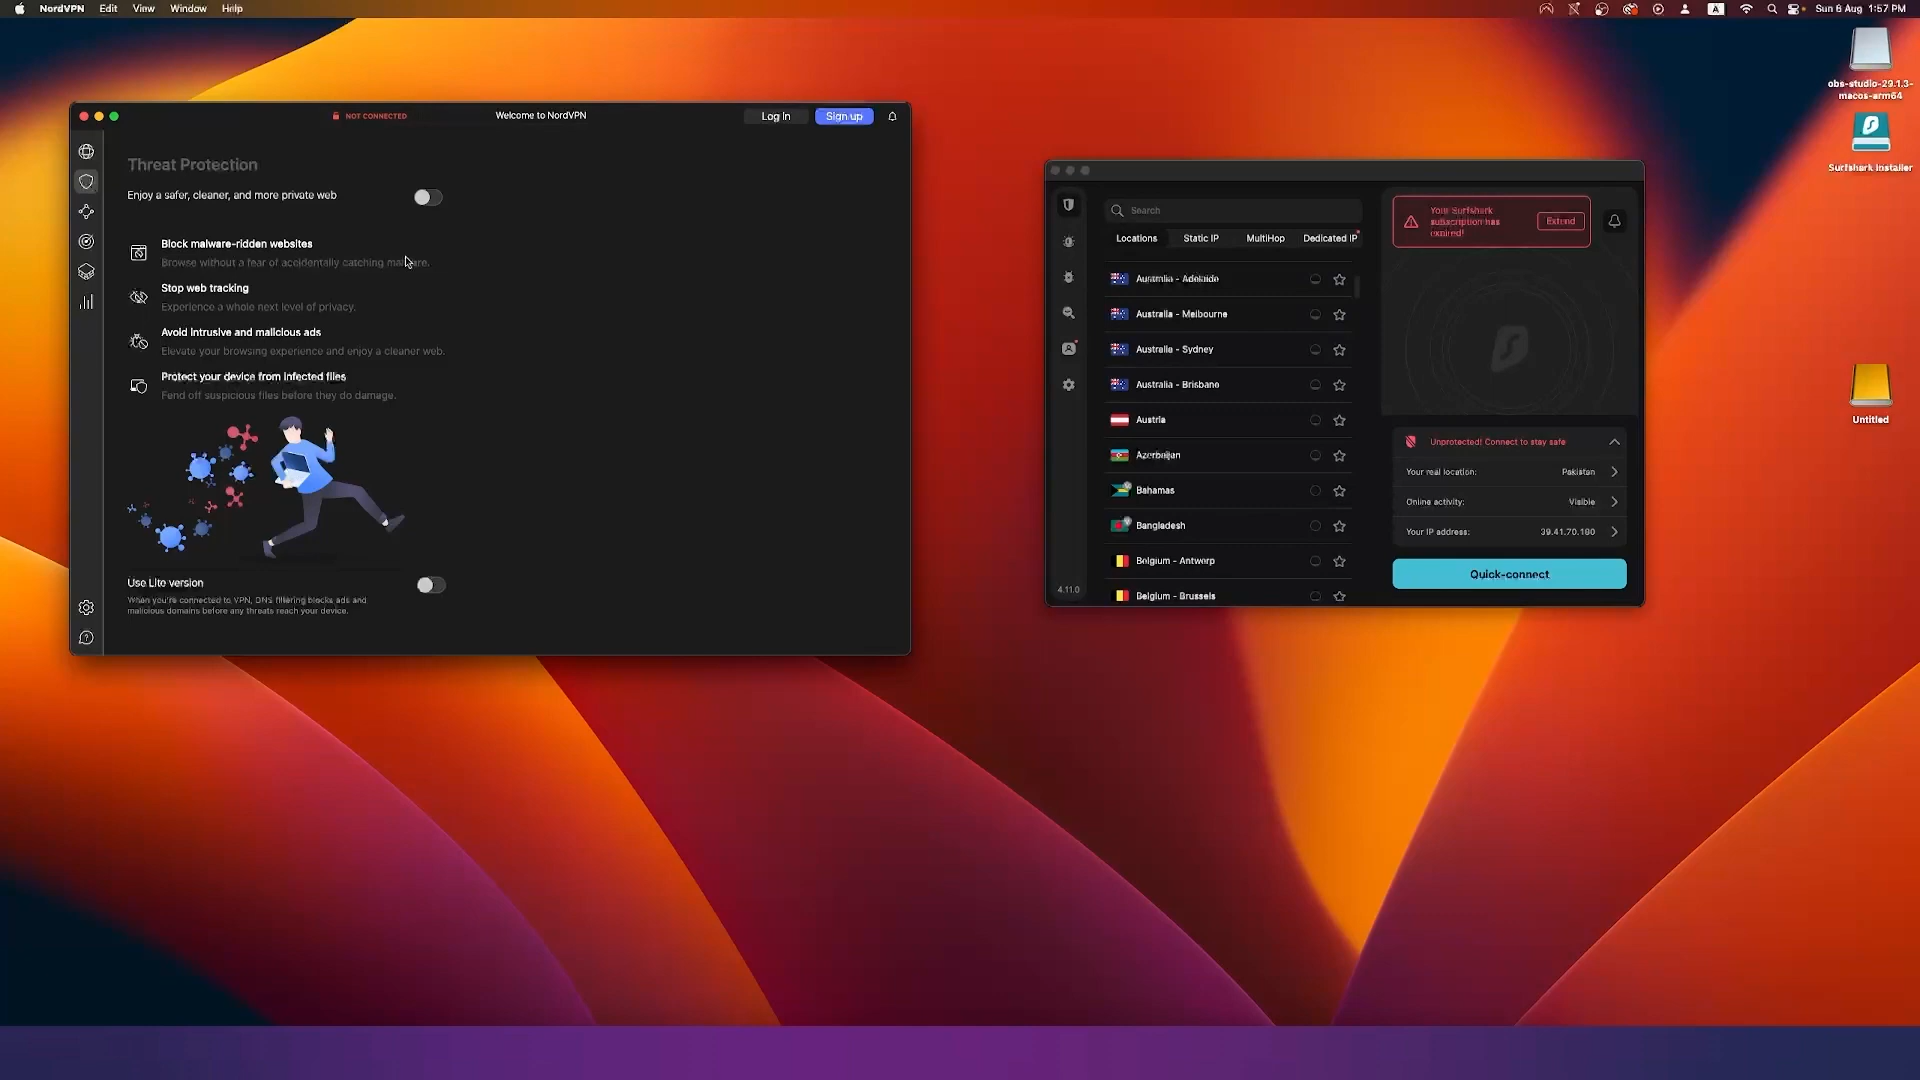 NordVPN Edit View Window Help
A Sun 6 Aug 1:57 PM
obs-studio-29.1.3-
macos-arm64
Surfshark Installer
Untitled
NOT CONNECTED Welcome to NordVPN Log In Sign up
Threat Protection
Enjoy a safer, cleaner, and more private web
Block malware-ridden websites
Browse without a fear of accidentally catching malware.
Stop web tracking
Experience a whole next level of privacy.
Avoid intrusive and malicious ads
Elevate your browsing experience and enjoy a cleaner web.
Protect your device from infected files
Fend off suspicious files before they do damage.
Use Lite version
When you're connected to VPN, DNS filtering blocks ads and
malicious domains before any threats reach your device.
Search
Locations Static IP MultiHop Dedicated IP
Australia - Adelaide
Australia - Melbourne
Australia - Sydney
Australia - Brisbane
Austria
Azerbaijan
Bahamas
Bangladesh
Belgium - Antwerp
Belgium - Brussels
4.11.0
Your Surfshark
subscription has
expired!
Extend
Unprotected! Connect to stay safe
Your real location: Pakistan
Online activity: Visible
Your IP address: 39.41.70.180
Quick-connect